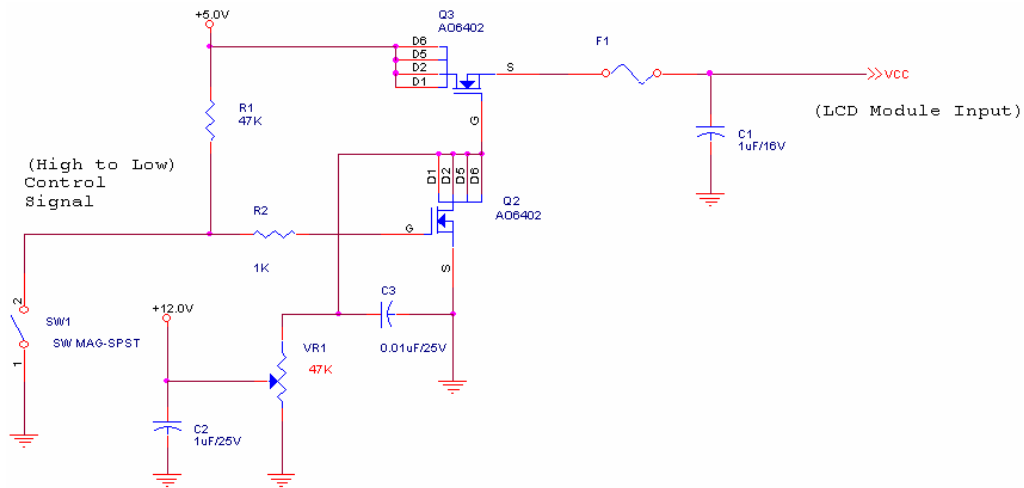 +5.0V
Q3
AO6402
D6
D5
D2
D1
S
G
F1
VCC
(LCD Module Input)
C1
1uF/16V
R1
47K
(High to Low)
Control
Signal
R2
1K
D1
D2
D5
D6
Q2
AO6402
G
S
C3
0.01uF/25V
2
SW1
SW MAG-SPST
1
+12.0V
VR1
47K
C2
1uF/25V